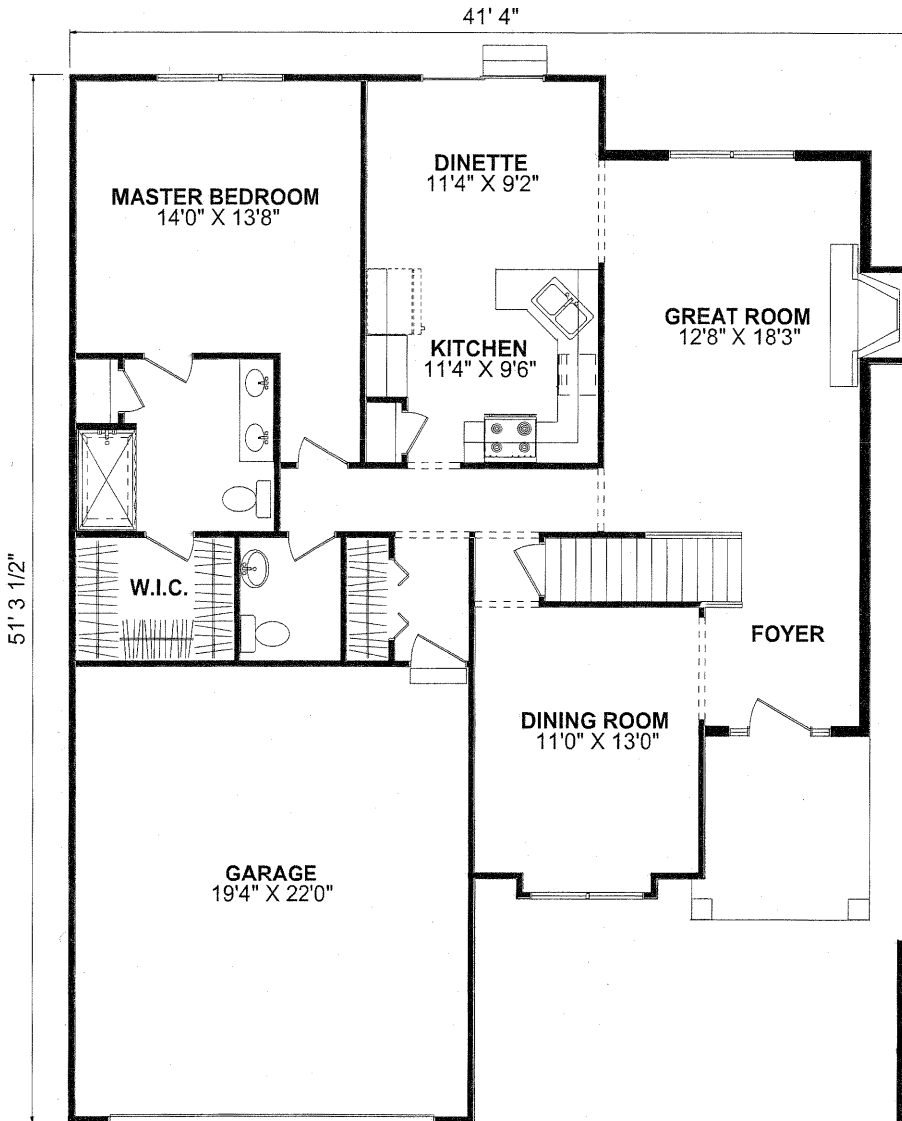 41' 4"
DINETTE
11'4" X 9'2"
MASTER BEDROOM
14'0" X 13'8"
GREAT ROOM
12'8" X 18'3"
KITCHEN
11'4" X 9'6"
51' 3 1/2"
W.I.C.
FOYER
DINING ROOM
11'0" X 13'0"
GARAGE
19'4" X 22'0"